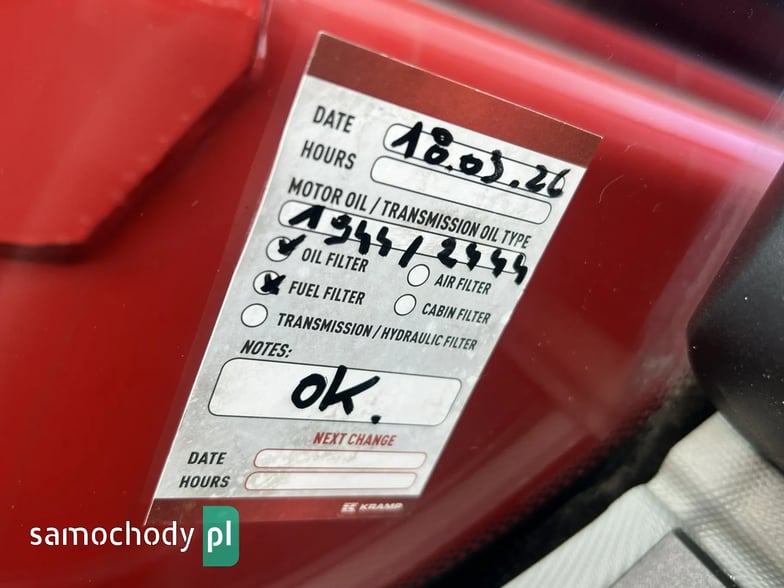 DATE 18.03.26
HOURS
MOTOR OIL / TRANSMISSION OIL TYPE
1944/2444
OIL FILTER
AIR FILTER
FUEL FILTER
CABIN FILTER
TRANSMISSION / HYDRAULIC FILTER
NOTES:
OK.
NEXT CHANGE
DATE
HOURS
KRAMP
samochody pl